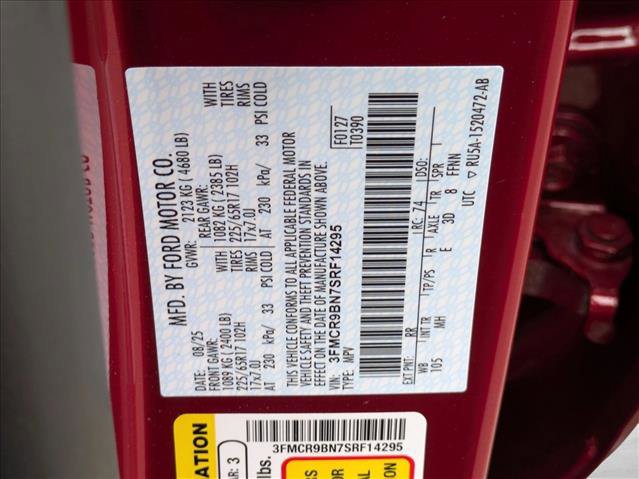 MFD. BY FORD MOTOR CO.
DATE: 08/25 GVWR: 2123 KG ( 4680 LB)
FRONT GAWR: REAR GAWR: WITH
1089 KG ( 2400 LB) 1082 KG ( 2385 LB) TIRES
225/65R17 102H 225/65R17 102H RIMS
17x7.0J 17x7.0J
AT 230 kPa/ 33 PSI COLD AT 230 kPa/ 33 PSI COLD
WITH
TIRES
RIMS
THIS VEHICLE CONFORMS TO ALL APPLICABLE FEDERAL MOTOR
VEHICLE SAFETY AND THEFT PREVENTION STANDARDS IN
EFFECT ON THE DATE OF MANUFACTURE SHOWN ABOVE.
VIN: 3FMCR9BN7SRF14295
TYPE: MPV
F0127
T0390
EXT PNT: RR RC: 74 DSO:
WB INT TR TP/PS R AXLE TR SPR
105 MH E 3D 8 FFNN
UTC RU5A-1520472-AB
3FMCR9BN7SRF14295
ATION
AR: 3
lbs.